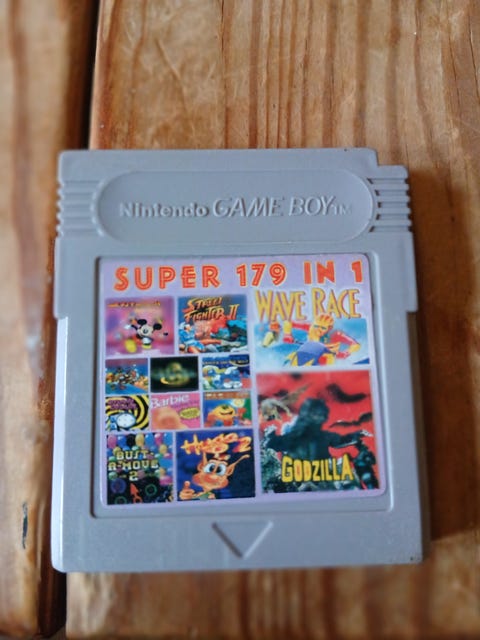 Nintendo GAME BOY TM
SUPER 179 IN 1
STREET
FIGHTER II
WAVE RACE
Barbie
BUST-
A-MOVE
2
Hugo 2
GODZILLA